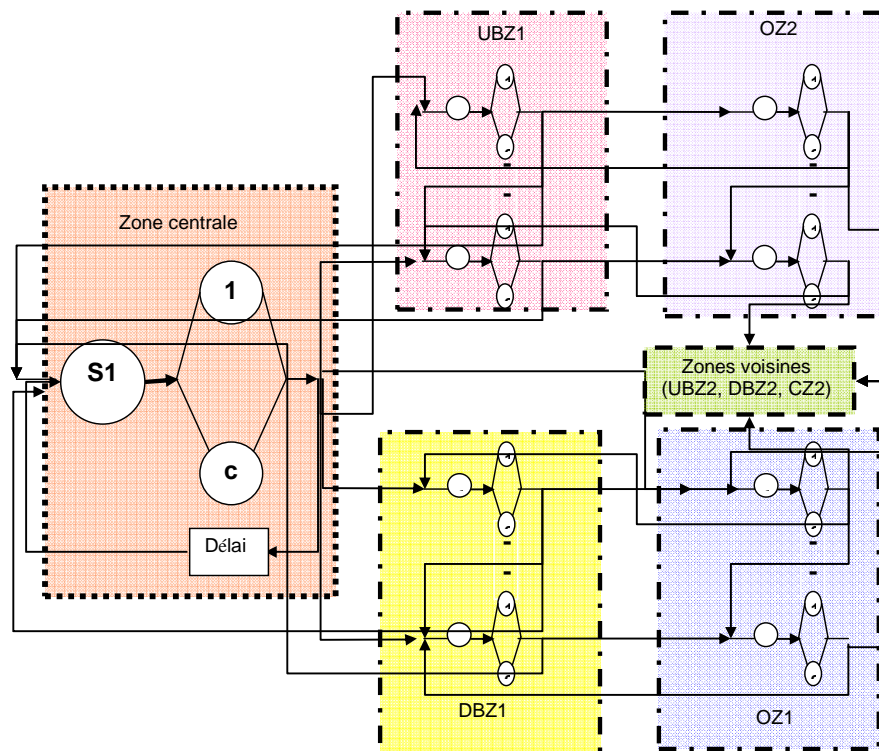 UBZ1
OZ2
Zone centrale
1
S1
c
Délai
Zones voisines
(UBZ2, DBZ2, CZ2)
DBZ1
OZ1